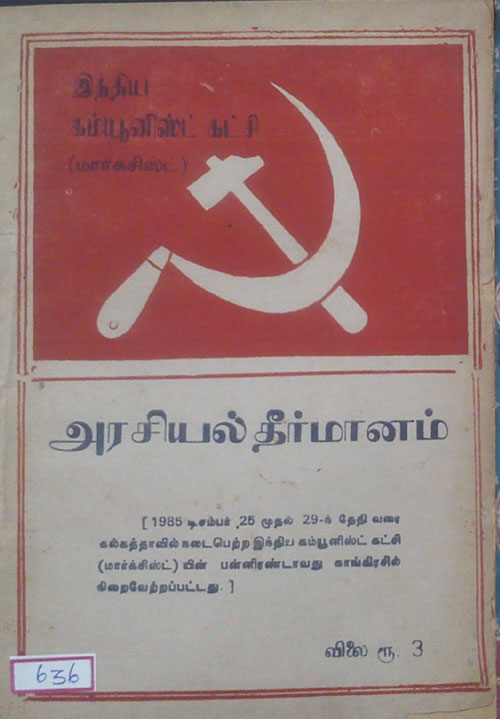 இந்திய
கம்யூனிஸ்ட் கட்சி
(மார்க்சிஸ்ட்)
அரசியல் தீர்மானம்
[ 1985 டிசம்பர் 25 முதல் 29-ந் தேதி வரை
கல்கத்தாவில் நடைபெற்ற இந்திய கம்யூனிஸ்ட் கட்சி
(மார்க்சிஸ்ட்) யின் பன்னிரண்டாவது காங்கிரசில்
நிறைவேற்றப்பட்டது. ]
விலை ரூ. 3
636